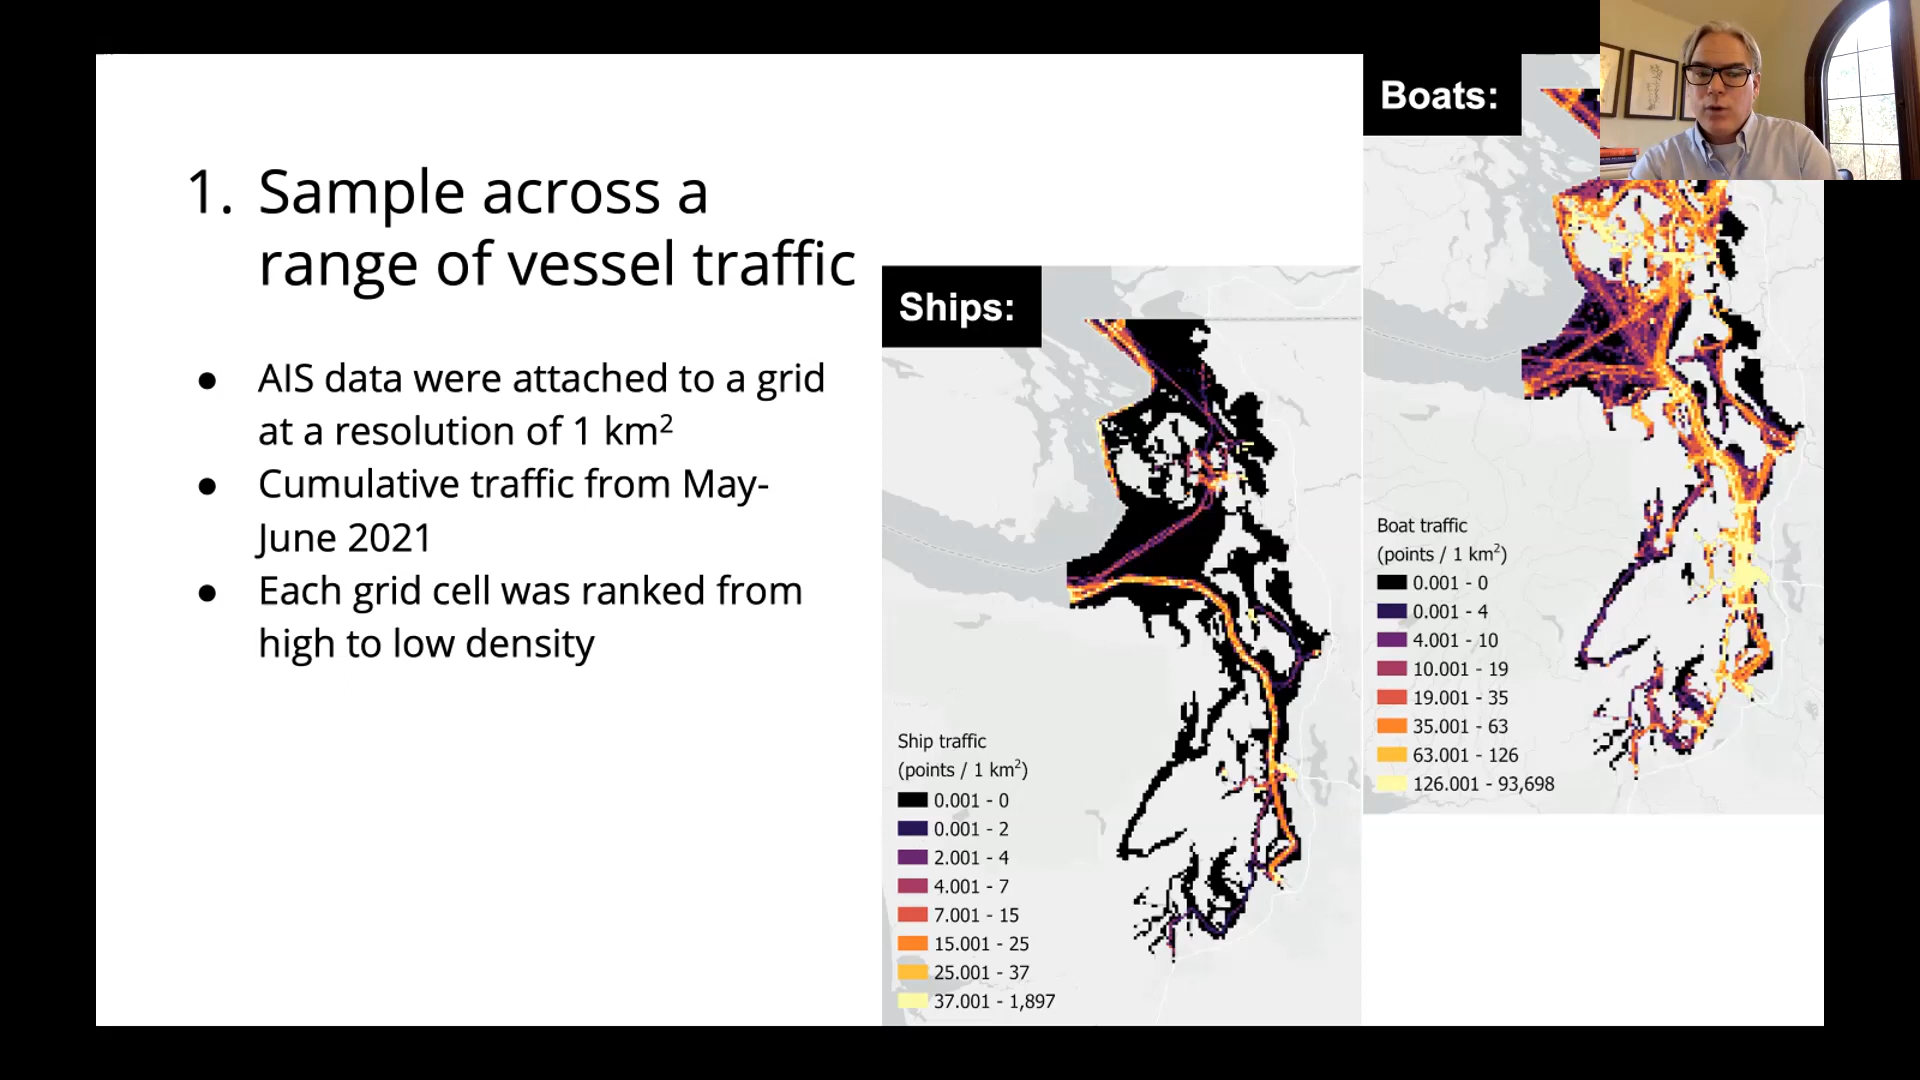 1. Sample across a
range of vessel traffic
● AIS data were attached to a grid
at a resolution of 1 km²
● Cumulative traffic from May-
June 2021
● Each grid cell was ranked from
high to low density
Ships:
Ship traffic
(points / 1 km²)
0.001 - 0
0.001 - 2
2.001 - 4
4.001 - 7
7.001 - 15
15.001 - 25
25.001 - 37
37.001 - 1,897
Boats:
Boat traffic
(points / 1 km²)
0.001 - 0
0.001 - 4
4.001 - 10
10.001 - 19
19.001 - 35
35.001 - 63
63.001 - 126
126.001 - 93,698